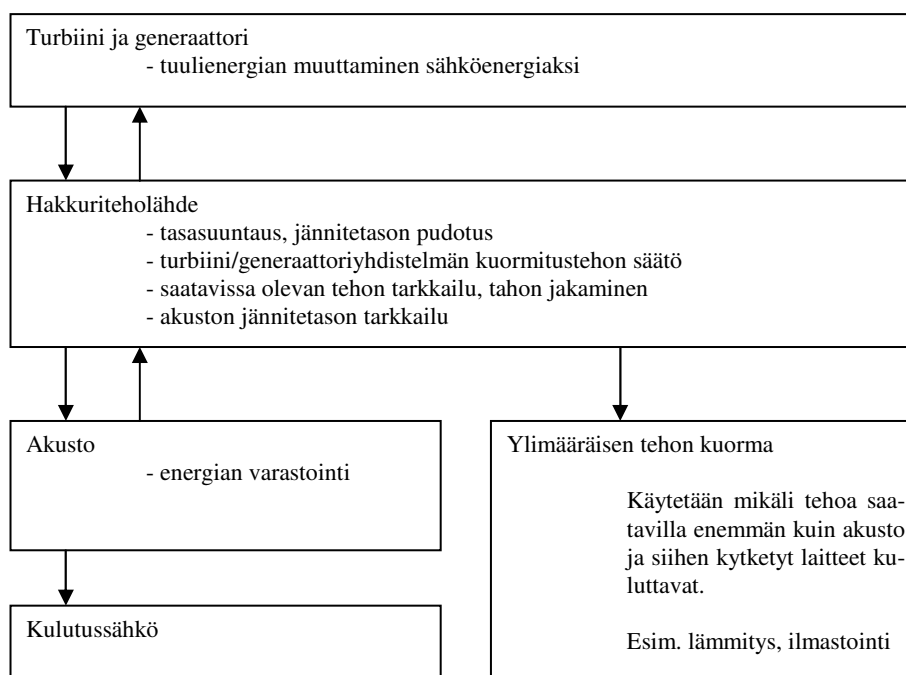 Turbiini ja generaattori
- tuulienergian muuttaminen sähköenergiaksi
Hakkuriteholähde
- tasasuuntaus, jännitetason pudotus
- turbiini/generaattoriyhdistelmän kuormitustehon säätö
- saatavissa olevan tehon tarkkailu, tahon jakaminen
- akuston jännitetason tarkkailu
Akusto
- energian varastointi
Ylimääräisen tehon kuorma
Käytetään mikäli tehoa saa-
tavilla enemmän kuin akusto
ja siihen kytketyt laitteet ku-
luttavat.
Esim. lämmitys, ilmastointi
Kulutussähkö